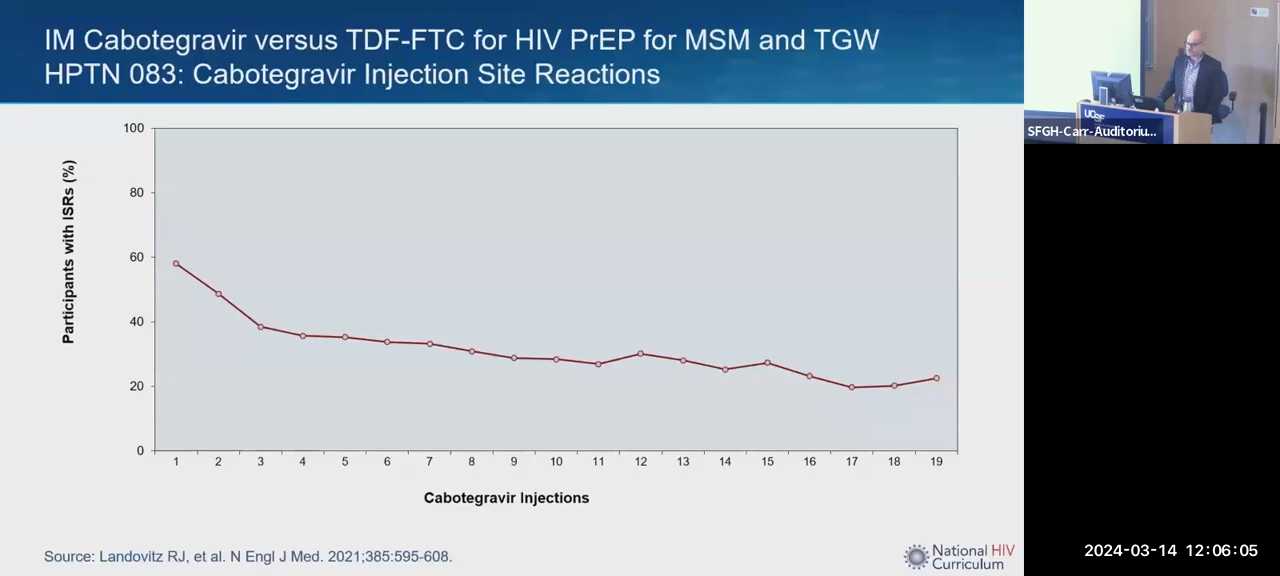 IM Cabotegravir versus TDF-FTC for HIV PrEP for MSM and TGW
HPTN 083: Cabotegravir Injection Site Reactions
Participants with ISRs (%)
100
80
60
40
20
0
1 2 3 4 5 6 7 8 9 10 11 12 13 14 15 16 17 18 19
Cabotegravir Injections
Source: Landovitz RJ, et al. N Engl J Med. 2021;385:595-608.
National HIV
Curriculum
UCSF
SFGH-Carr-Auditoriu...
2024-03-14 12:06:05